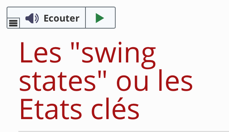 Ecouter
Les "swing
states" ou les
Etats clés